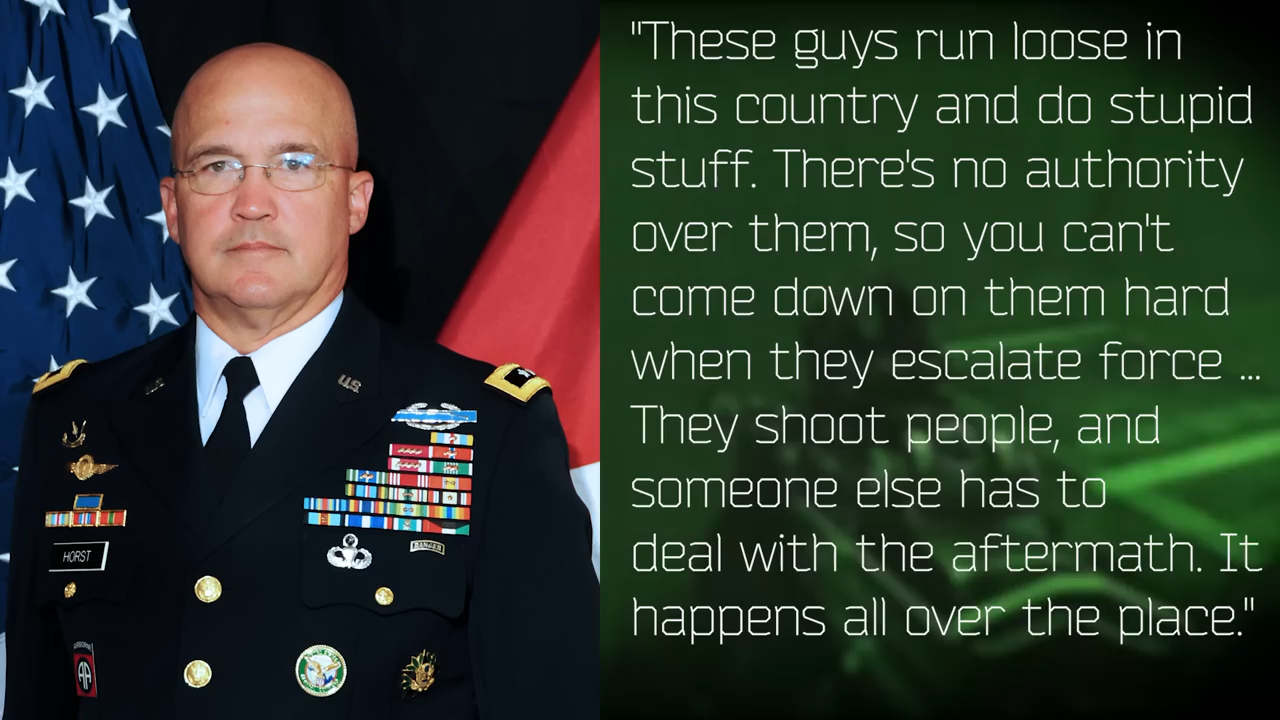 "These guys run loose in
this country and do stupid
stuff. There's no authority
over them, so you can't
come down on them hard
when they escalate force ...
They shoot people, and
someone else has to
deal with the aftermath. It
happens all over the place."
U.S.
HORST
RANGER
AIRBORNE
AA